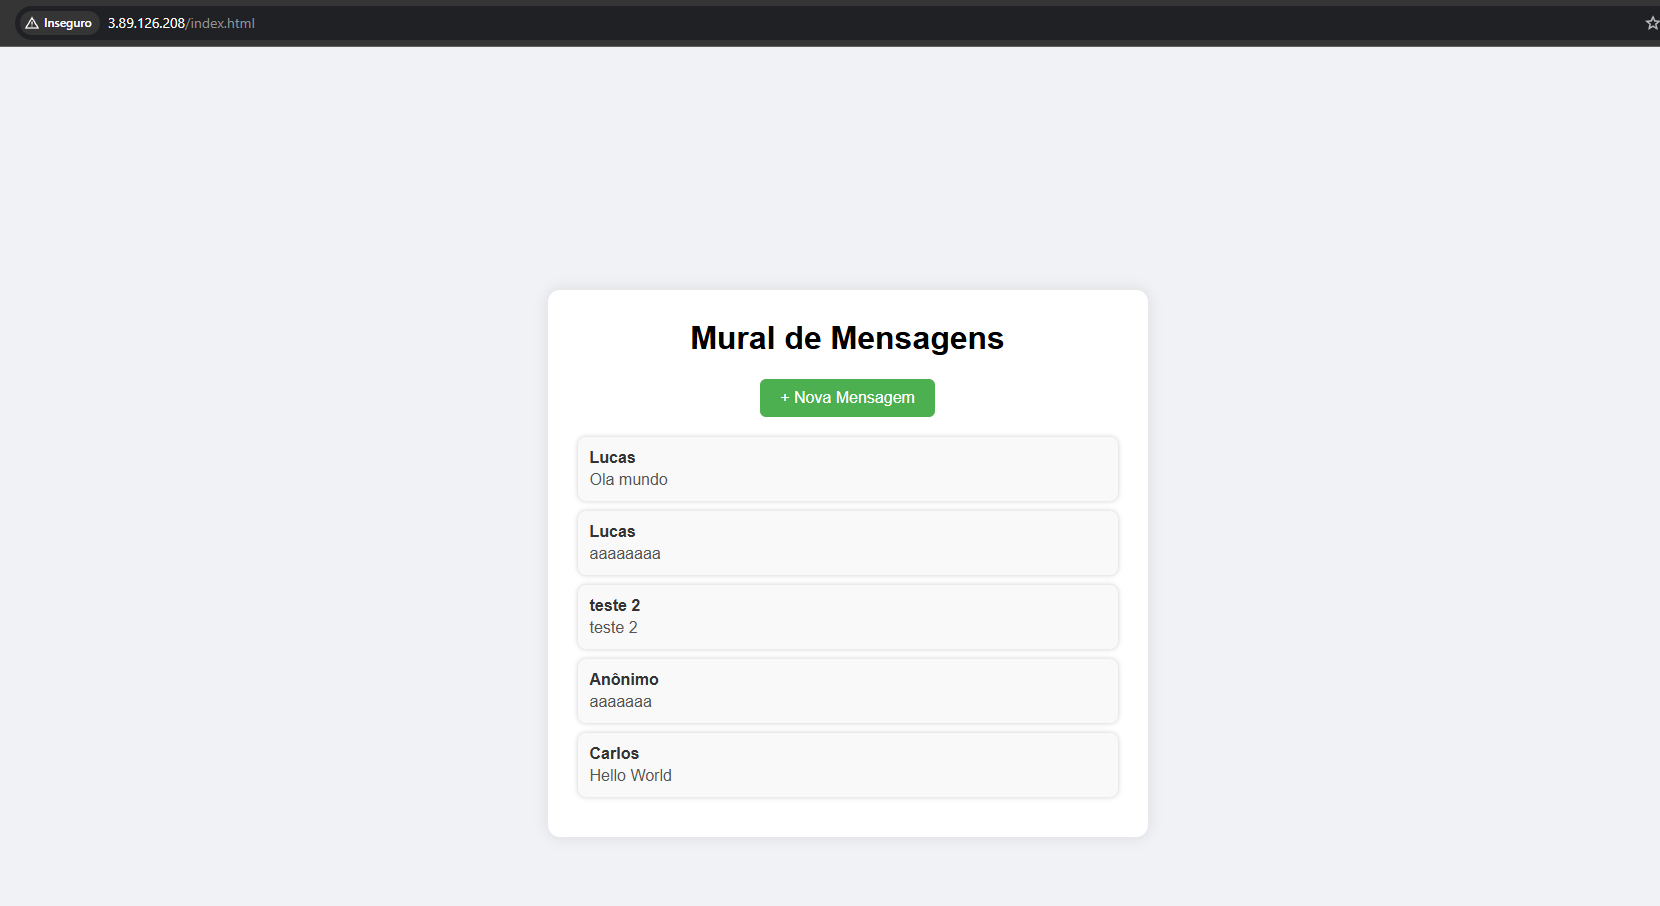 Inseguro 3.89.126.208/index.html
Mural de Mensagens
+ Nova Mensagem
Lucas
Ola mundo
Lucas
aaaaaaaa
teste 2
teste 2
Anônimo
aaaaaaa
Carlos
Hello World